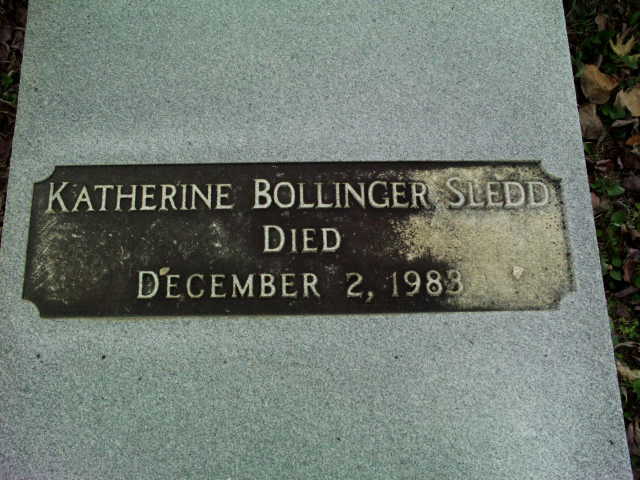 KATHERINE BOLLINGER SLEDD
DIED
DECEMBER 2, 1983